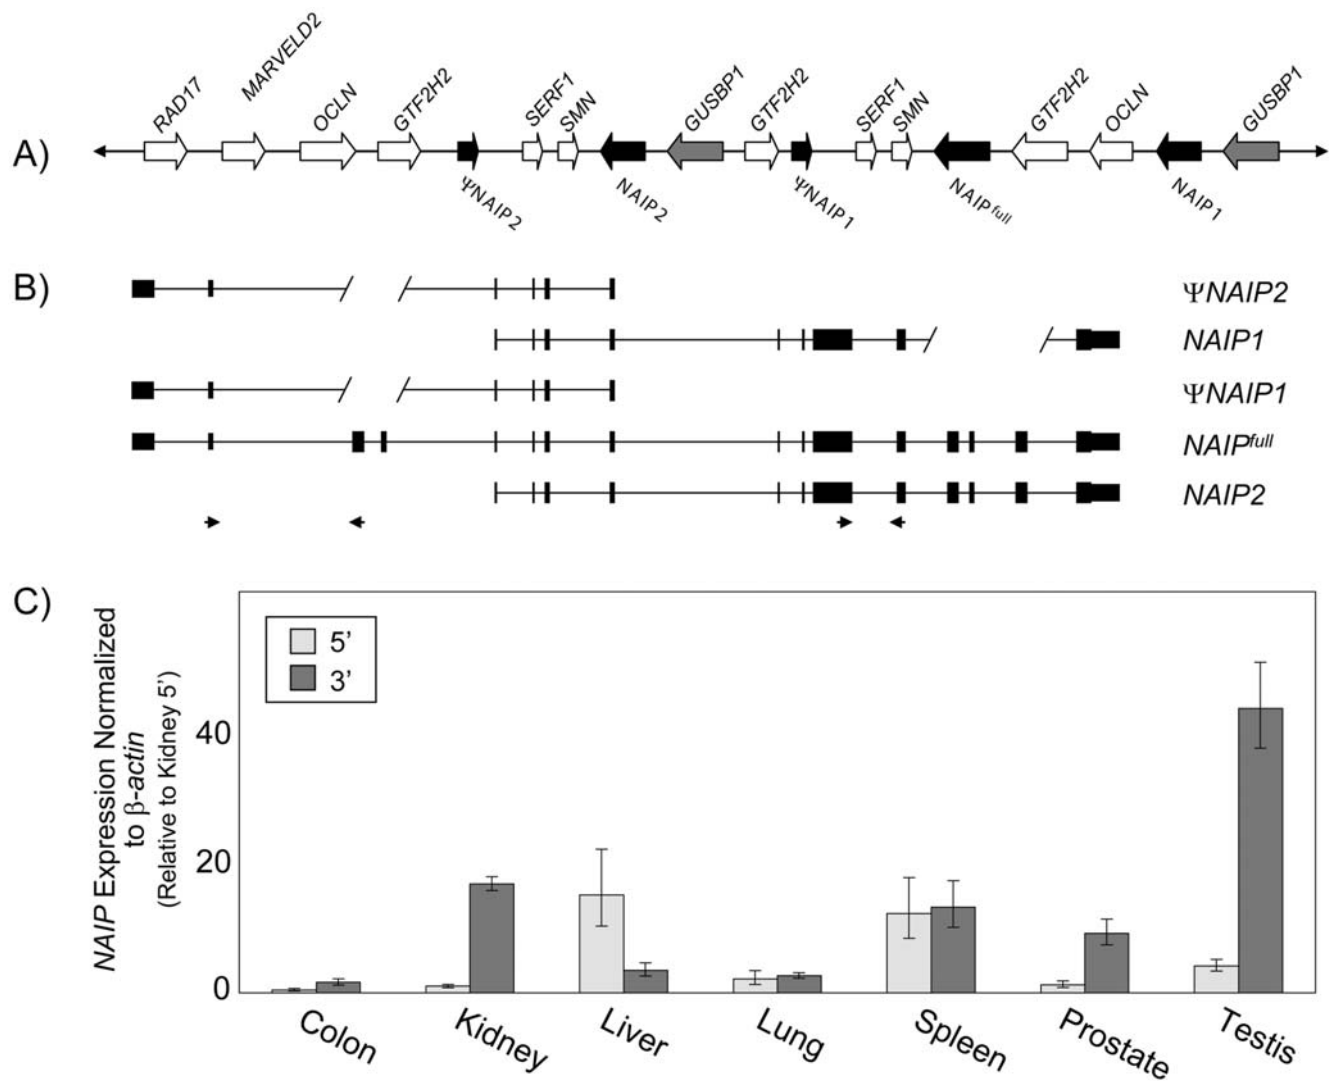 RAD17 MARVELD2 OCLN GTF2H2 SERF1 SMN GUSBP1 GTF2H2 SERF1 SMN GTF2H2 OCLN GUSBP1
A)
ΨNAIP2 NAIP2 ΨNAIP1 NAIPfull NAIP1
B)
ΨNAIP2
NAIP1
ΨNAIP1
NAIPfull
NAIP2
C)
NAIP Expression Normalized
to β-actin
(Relative to Kidney 5’)
5’
3’
40
20
0
Colon Kidney Liver Lung Spleen Prostate Testis